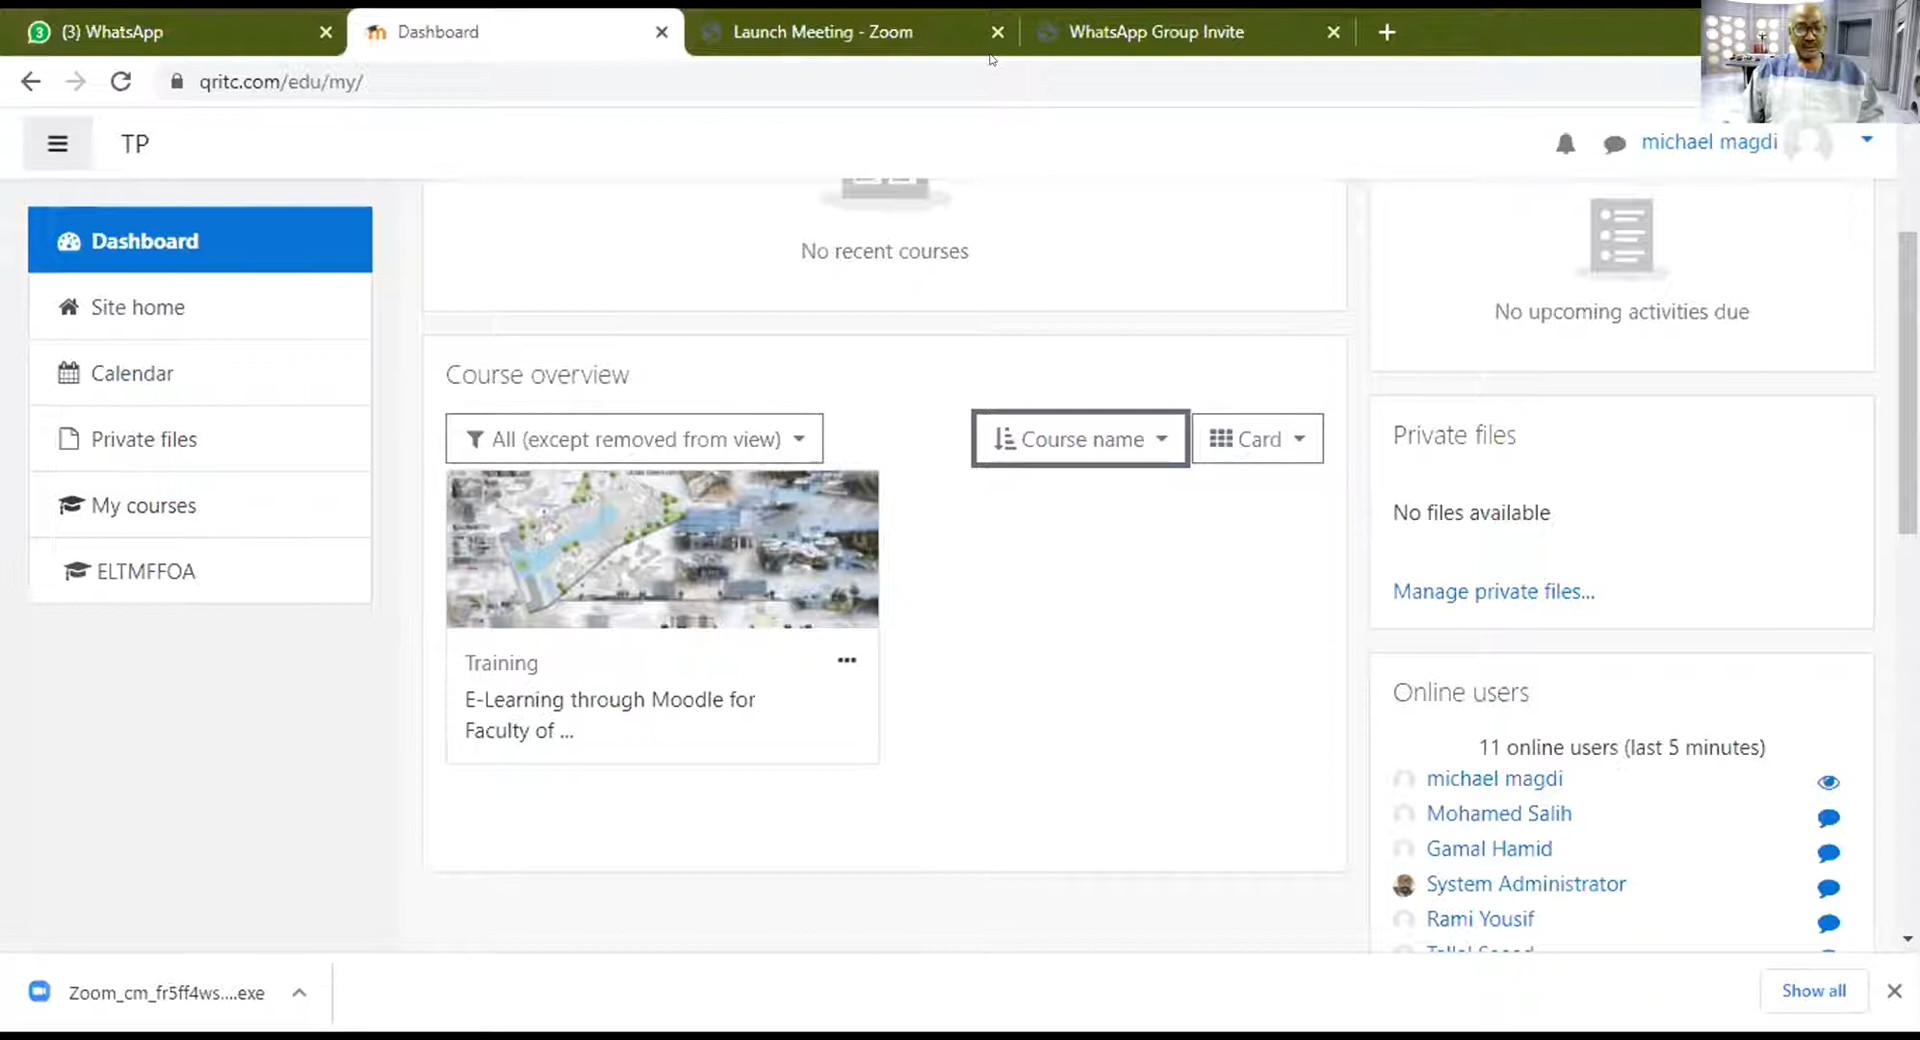 (3) WhatsApp
Dashboard
Launch Meeting - Zoom
WhatsApp Group Invite
qritc.com/edu/my/
TP
michael magdi
Dashboard
Site home
Calendar
Private files
My courses
ELTMFFOA
No recent courses
Course overview
All (except removed from view)
Course name
Card
Training
E-Learning through Moodle for
Faculty of ...
No upcoming activities due
Private files
No files available
Manage private files...
Online users
11 online users (last 5 minutes)
michael magdi
Mohamed Salih
Gamal Hamid
System Administrator
Rami Yousif
Zoom_cm_fr5ff4ws....exe
Show all